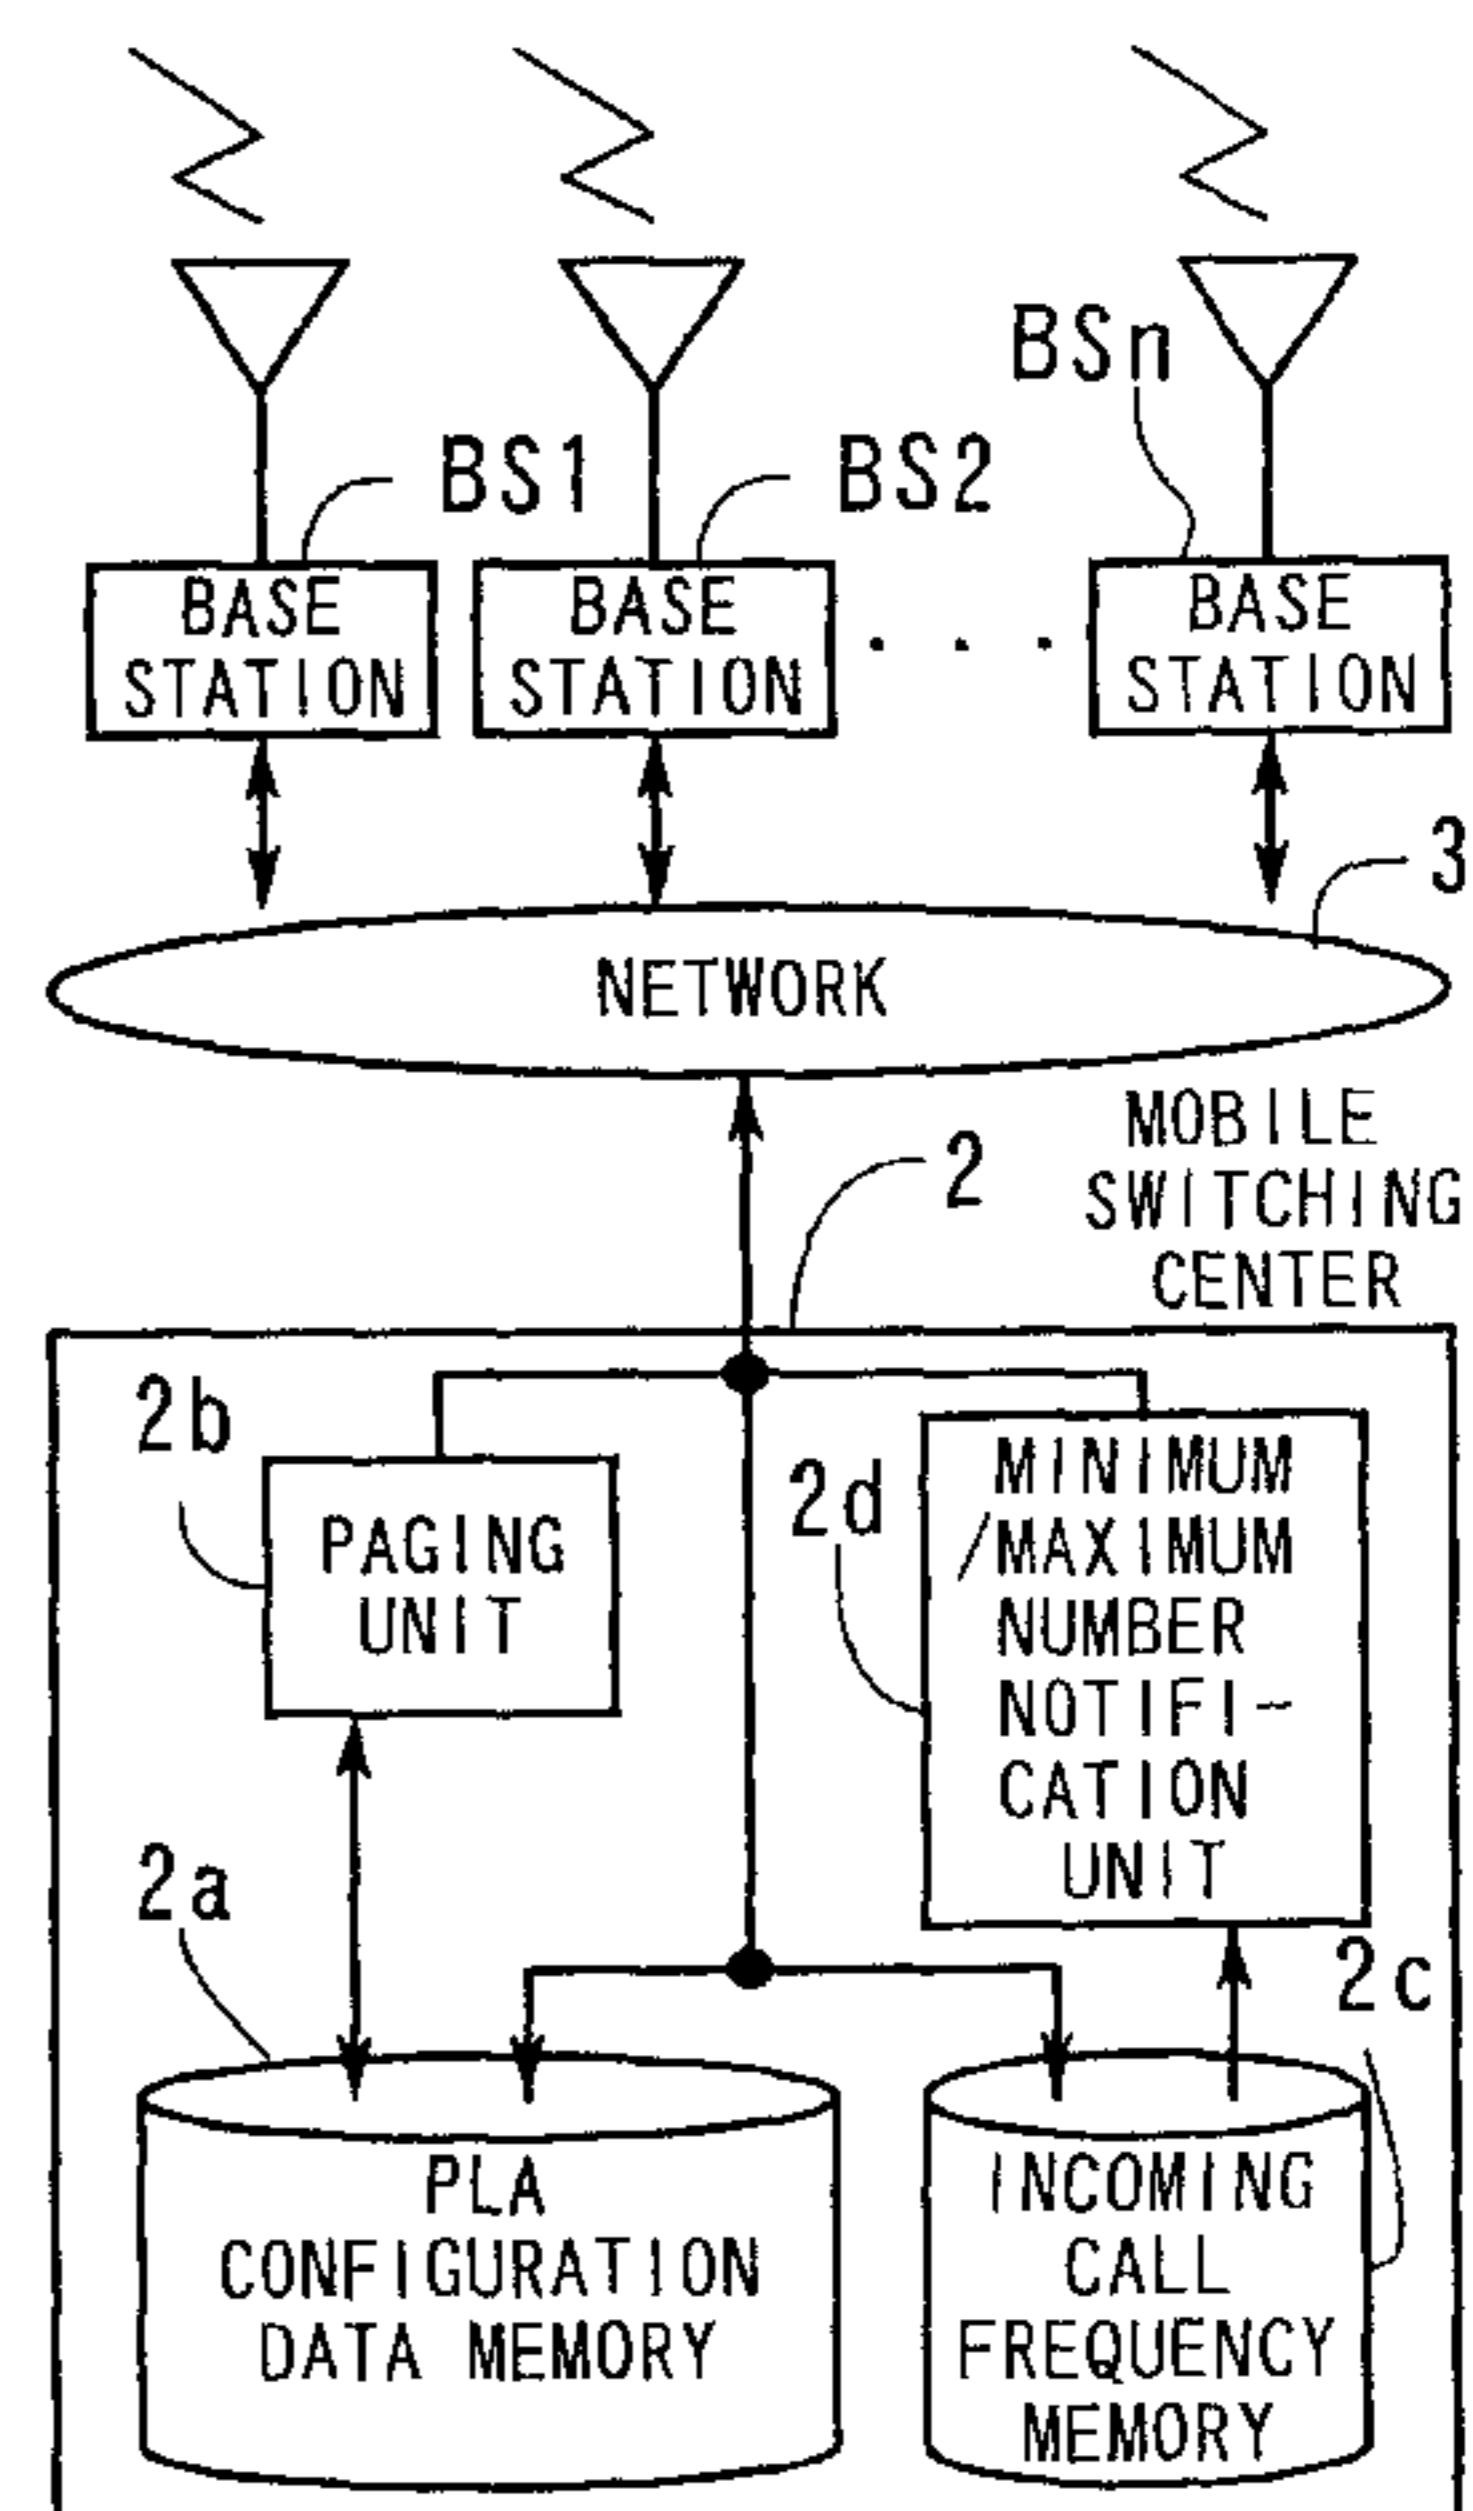 BSn
BS1
BS2
BASE
STATION
BASE
STATION
. . .
BASE
STATION
3
NETWORK
MOBILE
SWITCHING
CENTER
2
2b
PAGING
UNIT
2d
MINIMUM
/MAXIMUM
NUMBER
NOTIFI-
CATION
UNIT
2a
2c
PLA
CONFIGURATION
DATA MEMORY
INCOMING
CALL
FREQUENCY
MEMORY